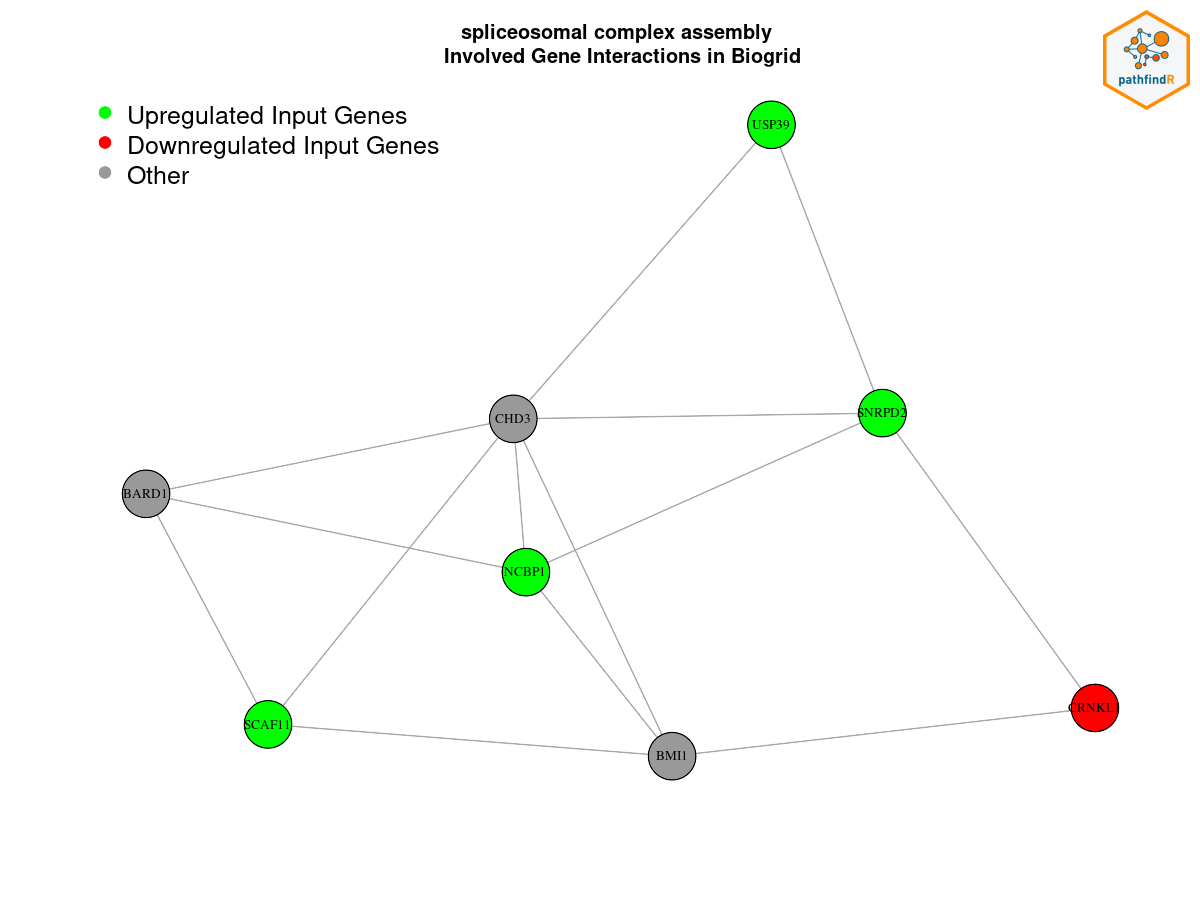 spliceosomal complex assembly
Involved Gene Interactions in Biogrid
pathfindR
Upregulated Input Genes
Downregulated Input Genes
Other
USP39
CHD3
SNRPD2
BARD1
NCBP1
SCAF11
BMI1